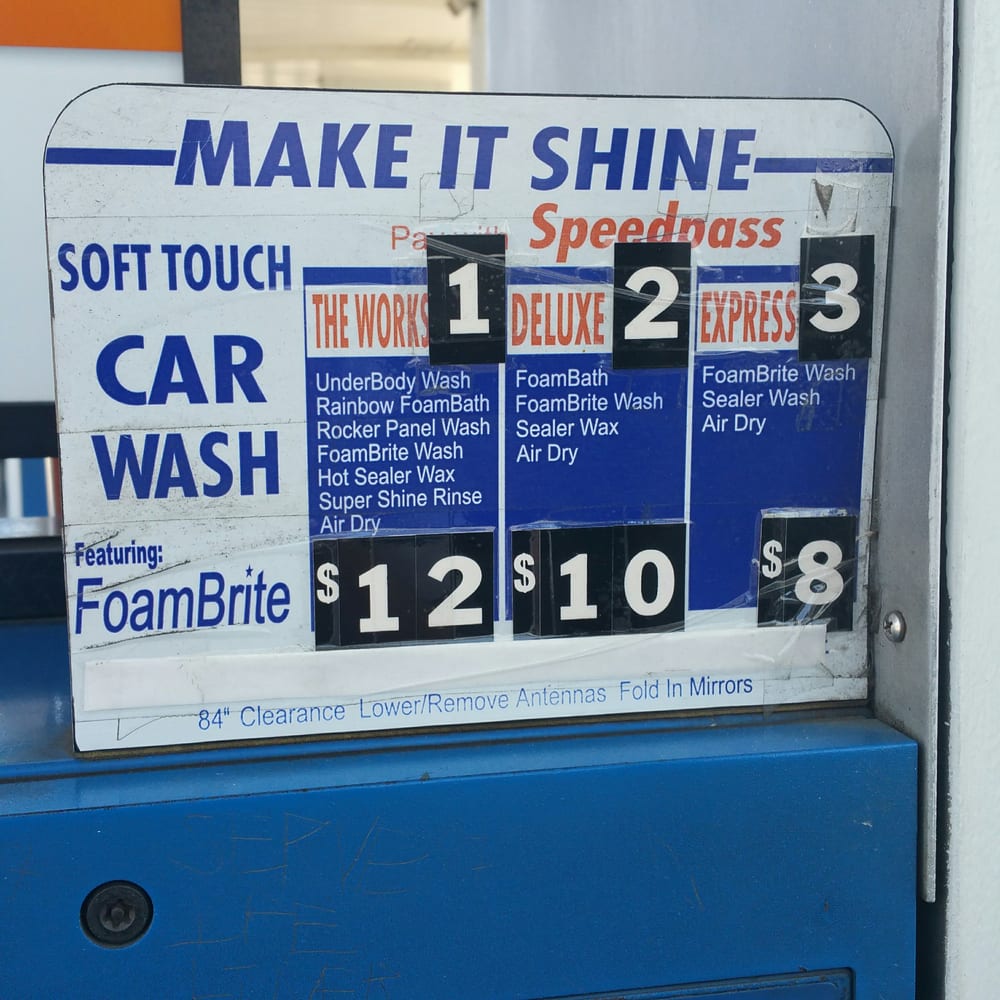 MAKE IT SHINE
Speedpass
SOFT TOUCH
CAR
WASH
Featuring:
FoamBrite
THE WORKS 1
UnderBody Wash
Rainbow FoamBath
Rocker Panel Wash
FoamBrite Wash
Hot Sealer Wax
Super Shine Rinse
Air Dry
$12
DELUXE 2
FoamBath
FoamBrite Wash
Sealer Wax
Air Dry
$10
EXPRESS 3
FoamBrite Wash
Sealer Wash
Air Dry
$8
84" Clearance Lower/Remove Antennas Fold In Mirrors